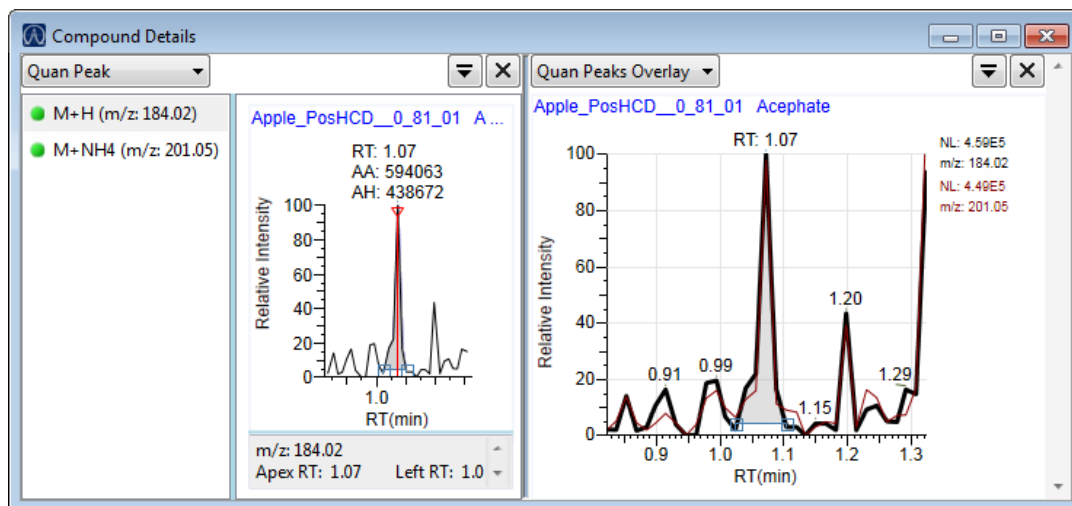 Compound Details
Quan Peak
M+H (m/z: 184.02)
M+NH4 (m/z: 201.05)
Apple_PosHCD__0_81_01 A ...
RT: 1.07
AA: 594063
AH: 438672
100
80
60
40
20
0
Relative Intensity
1.0
RT(min)
m/z: 184.02
Apex RT: 1.07 Left RT: 1.0
Quan Peaks Overlay
Apple_PosHCD__0_81_01 Acephate
RT: 1.07
NL: 4.59E5
m/z: 184.02
NL: 4.49E5
m/z: 201.05
100
80
60
40
20
0
Relative Intensity
0.91
0.99
1.15
1.20
1.29
0.9 1.0 1.1 1.2 1.3
RT(min)